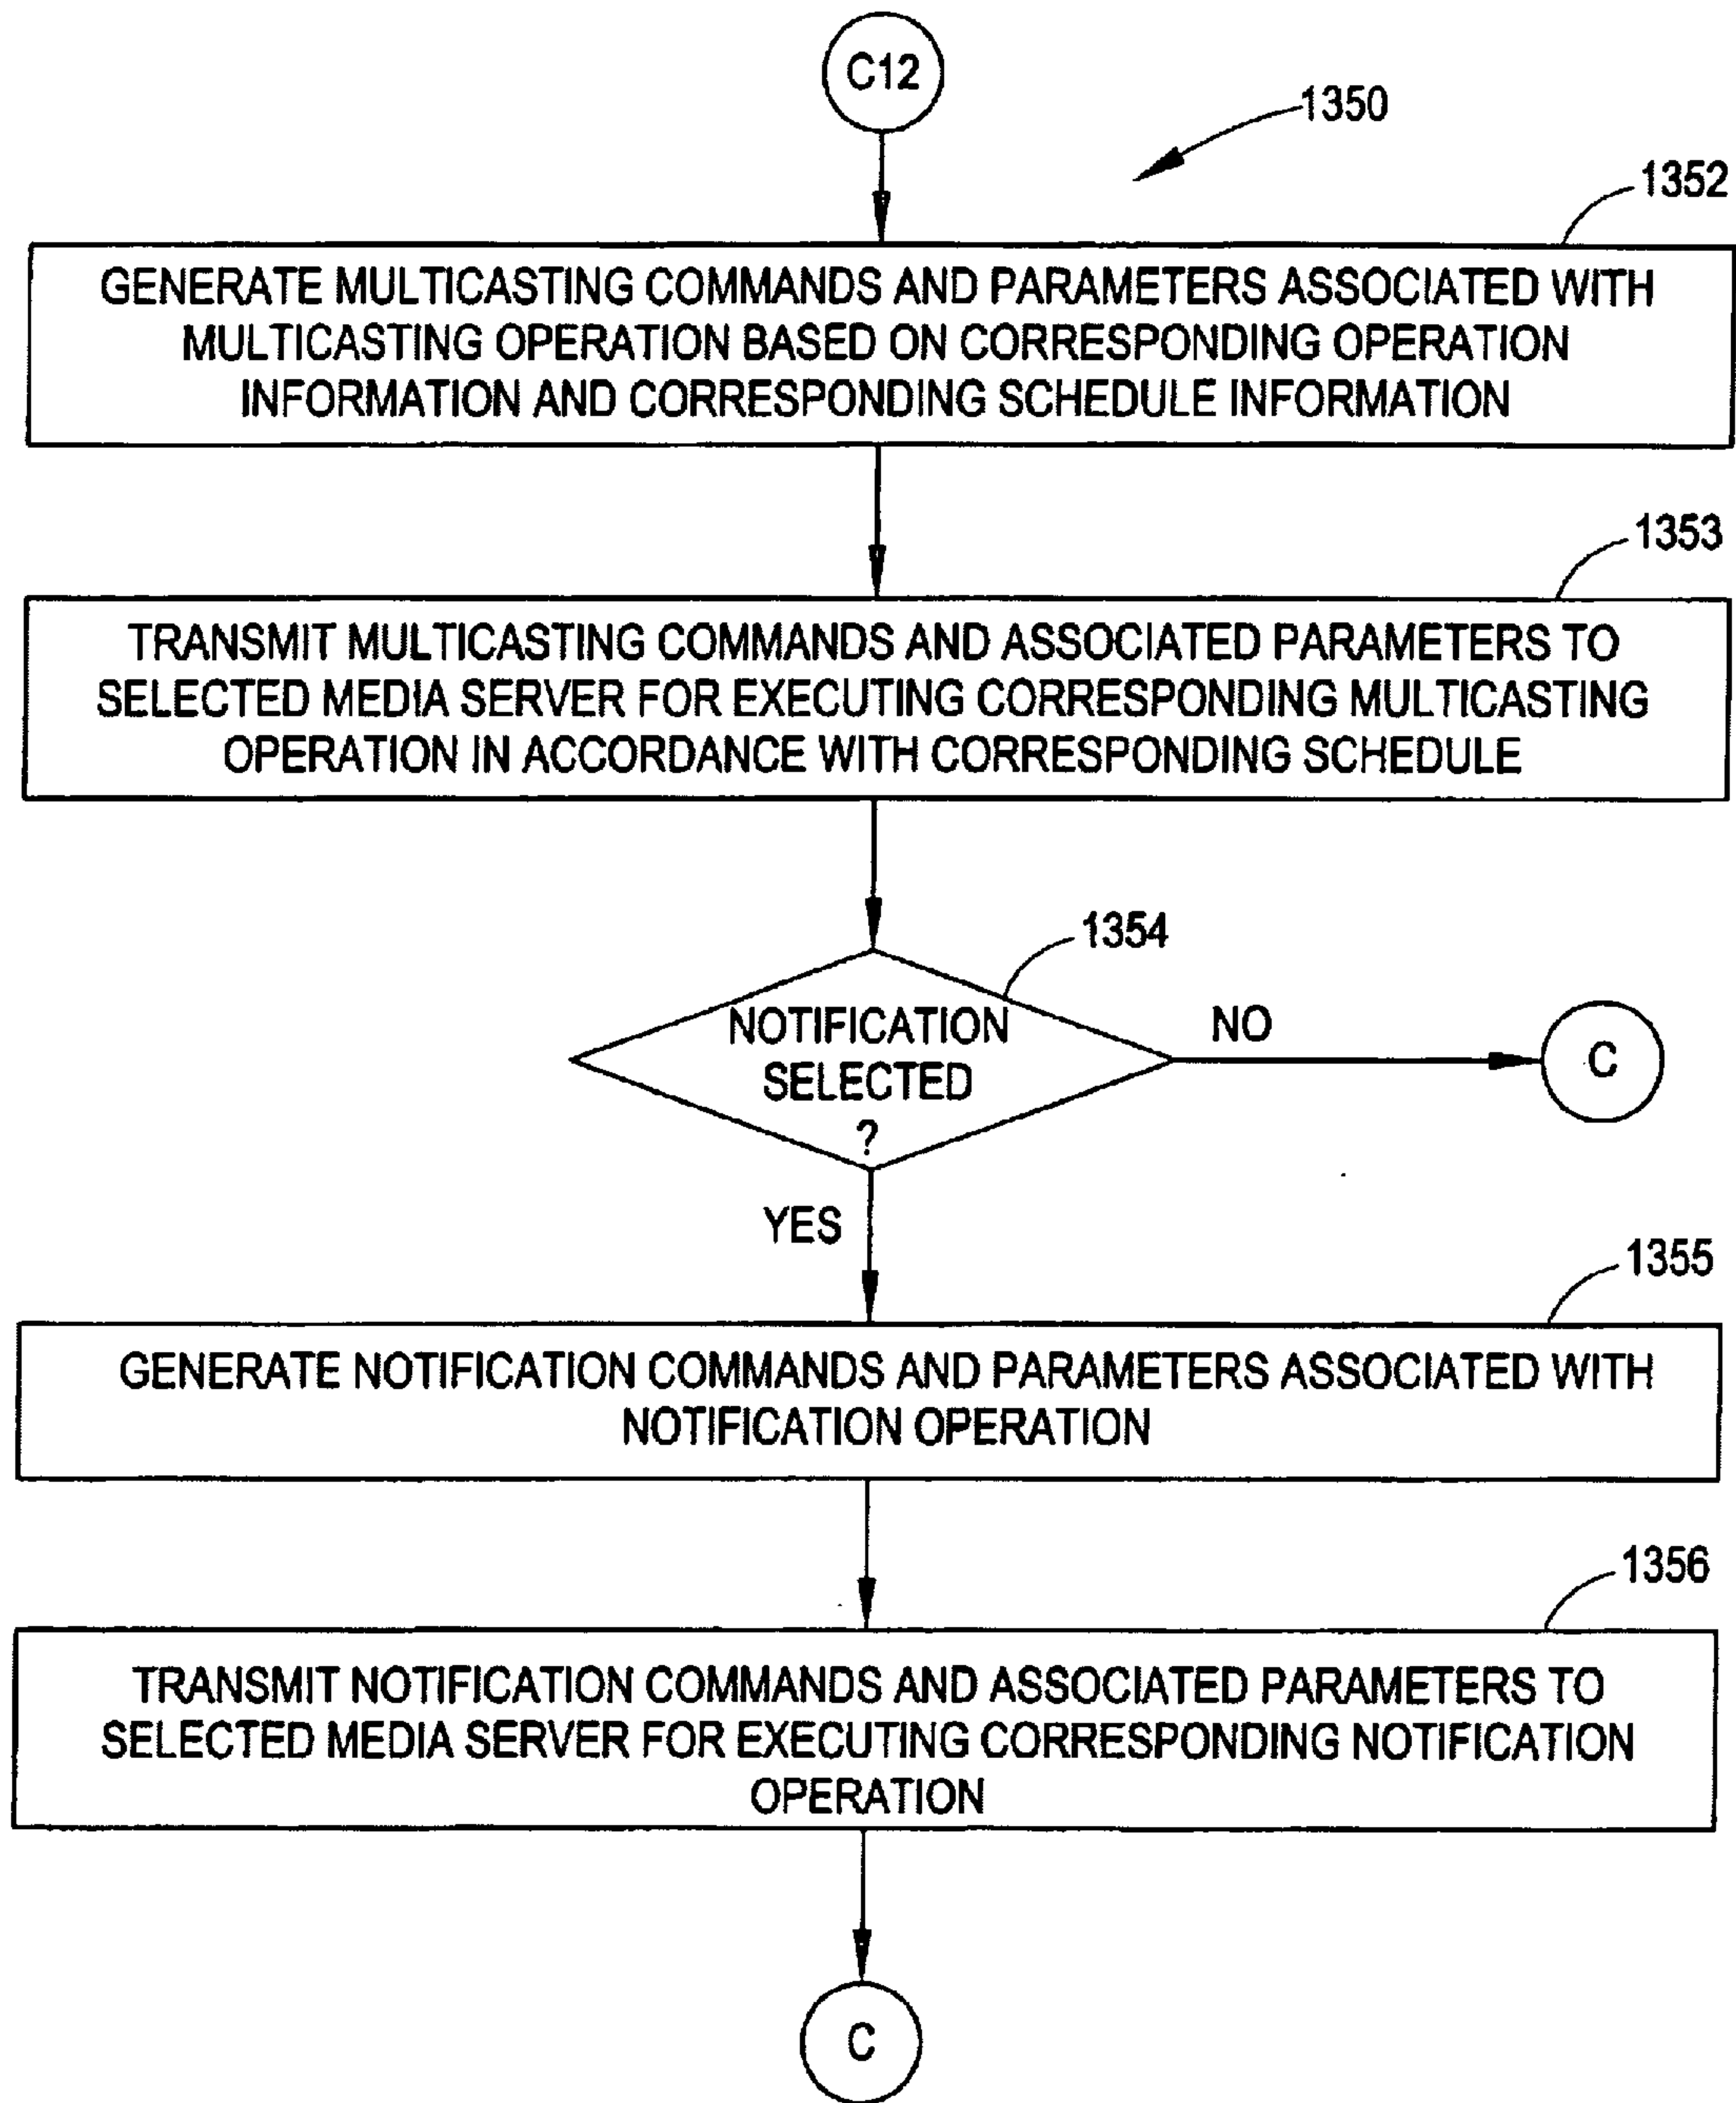 C12
1350
1352
GENERATE MULTICASTING COMMANDS AND PARAMETERS ASSOCIATED WITH
MULTICASTING OPERATION BASED ON CORRESPONDING OPERATION
INFORMATION AND CORRESPONDING SCHEDULE INFORMATION
1353
TRANSMIT MULTICASTING COMMANDS AND ASSOCIATED PARAMETERS TO
SELECTED MEDIA SERVER FOR EXECUTING CORRESPONDING MULTICASTING
OPERATION IN ACCORDANCE WITH CORRESPONDING SCHEDULE
1354
NOTIFICATION
SELECTED
?
NO
C
YES
1355
GENERATE NOTIFICATION COMMANDS AND PARAMETERS ASSOCIATED WITH
NOTIFICATION OPERATION
1356
TRANSMIT NOTIFICATION COMMANDS AND ASSOCIATED PARAMETERS TO
SELECTED MEDIA SERVER FOR EXECUTING CORRESPONDING NOTIFICATION
OPERATION
C